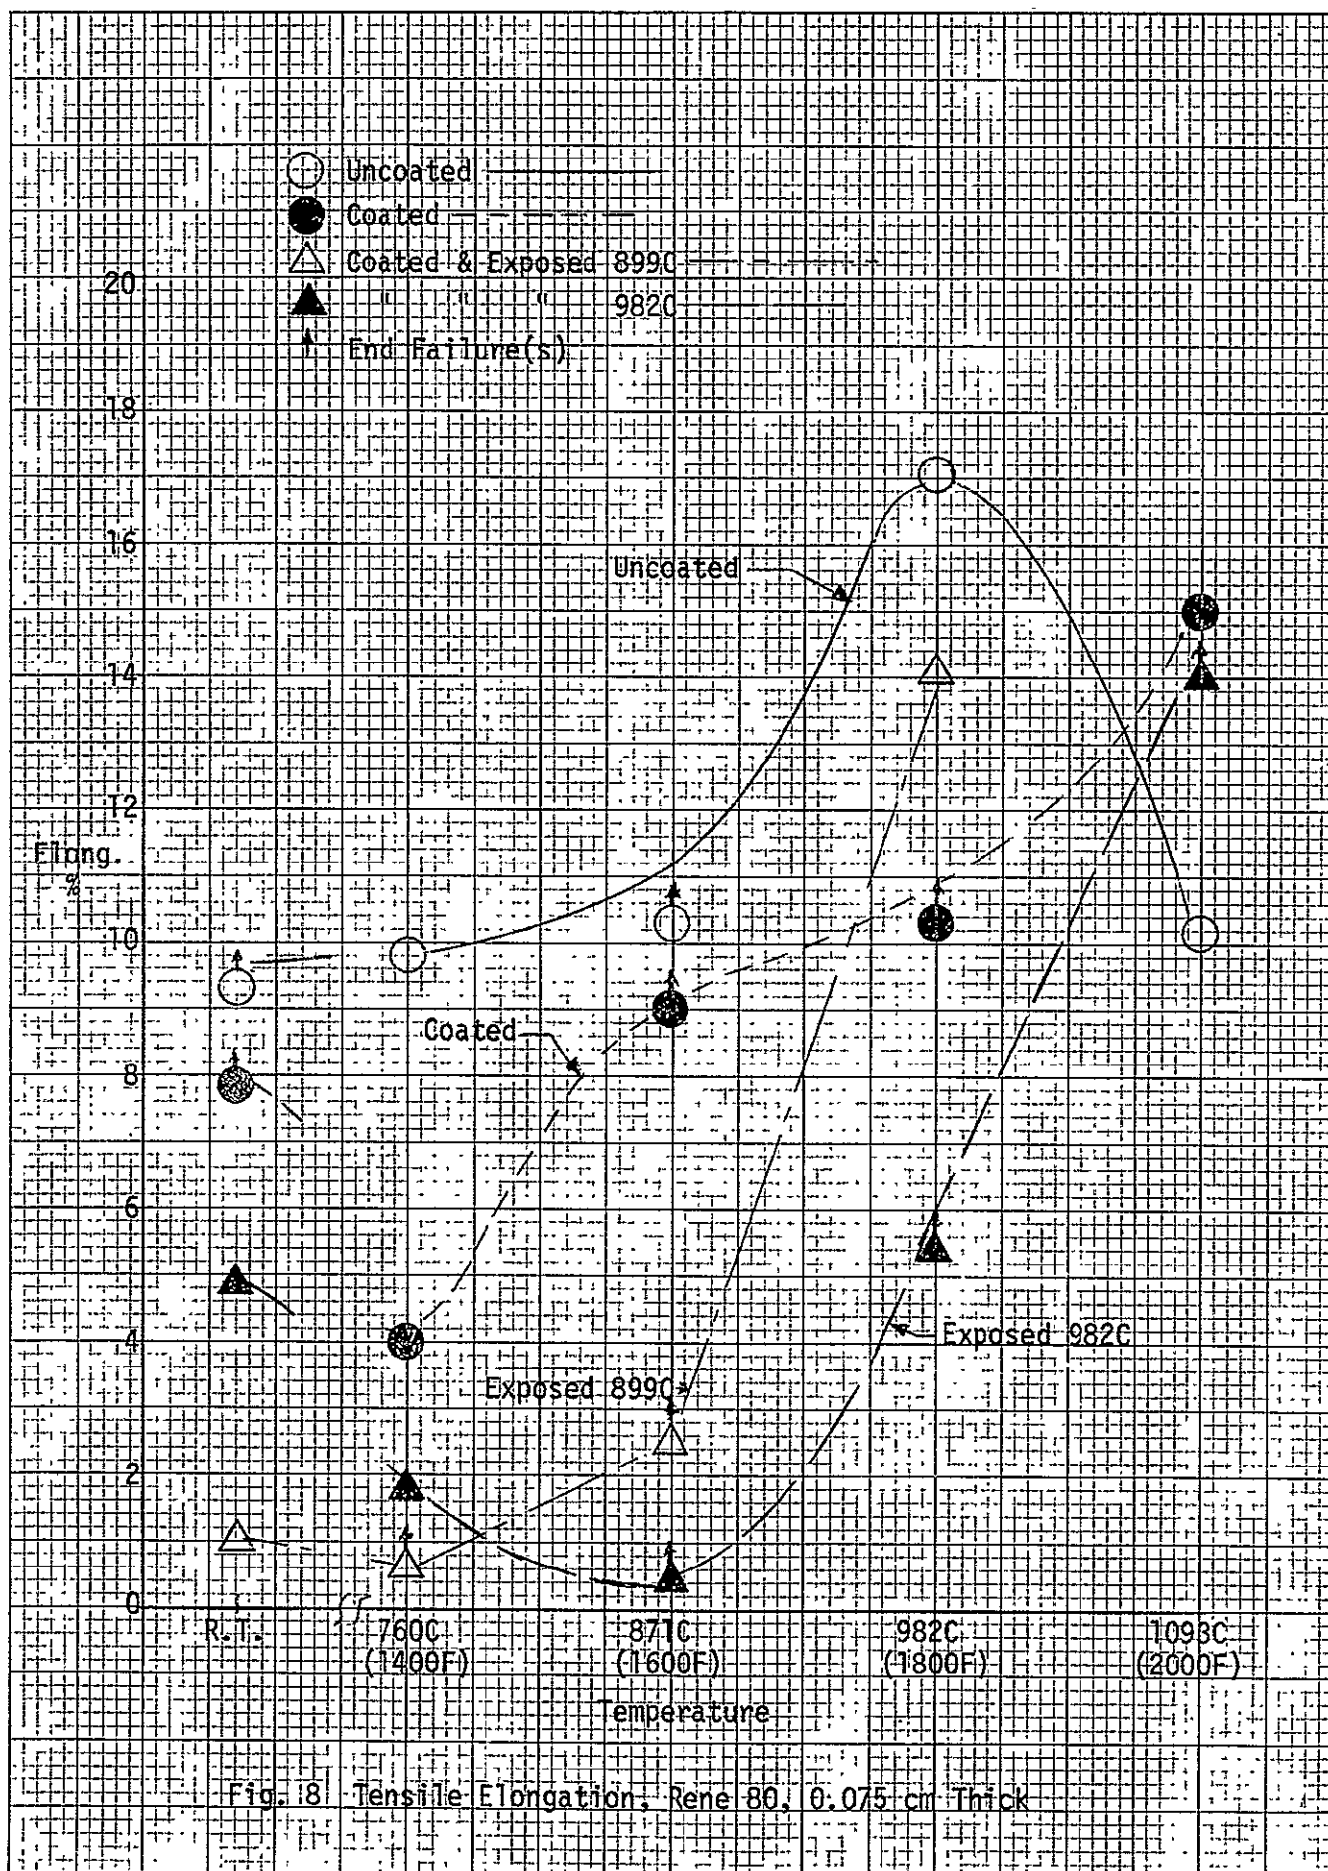 Uncoated
Coated
Coated & Exposed 899C
" " " 982C
End Failure(s)
20
18
16
Uncoated
14
12
Elong.
%
10
Coated
8
6
4
Exposed 982C
Exposed 899C
2
0
R.T. 760C 871C 982C 1093C
(1400F) (1600F) (1800F) (2000F)
Temperature
Fig. 8 Tensile Elongation, Rene 80, 0.075 cm Thick